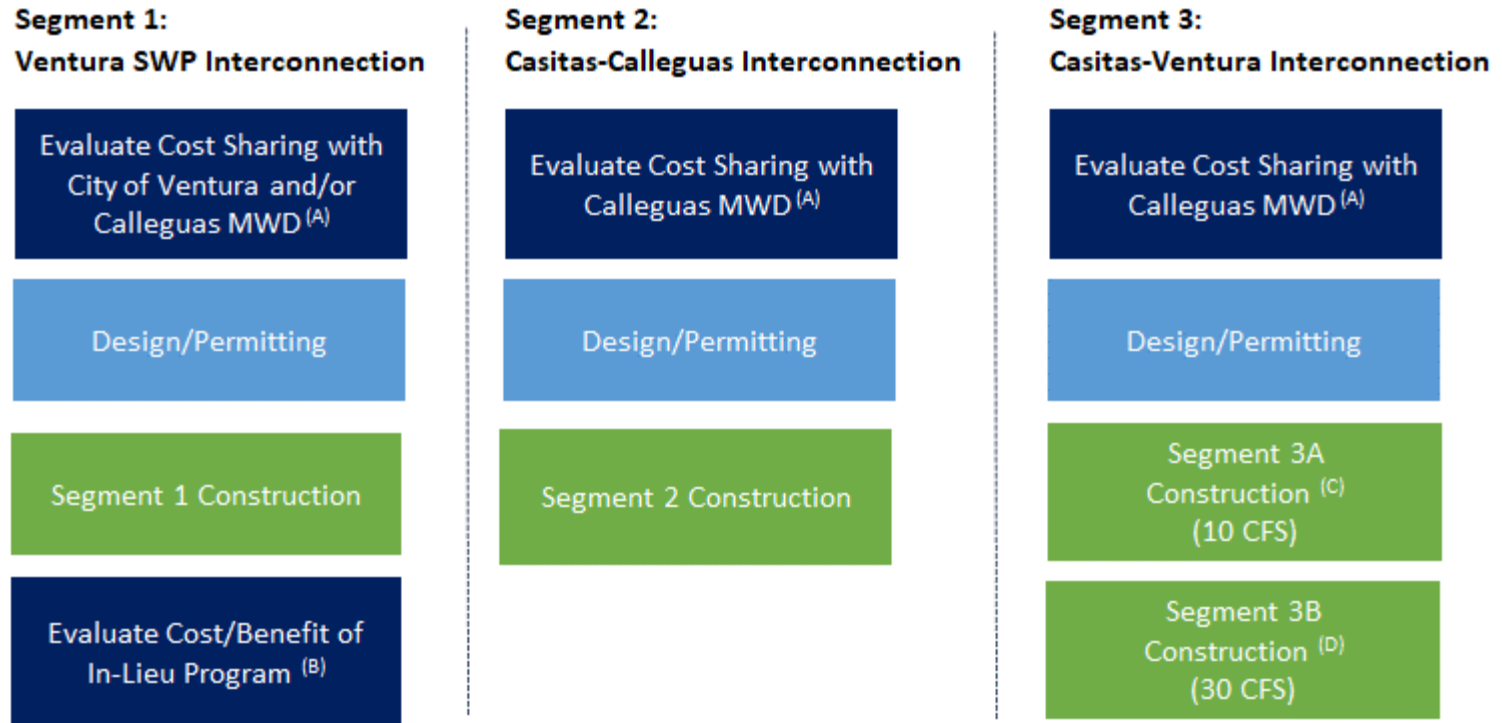 Segment 1:
Ventura SWP Interconnection
Evaluate Cost Sharing with
City of Ventura and/or
Calleguas MWD (A)
Design/Permitting
Segment 1 Construction
Evaluate Cost/Benefit of
In-Lieu Program (B)
Segment 2:
Casitas-Calleguas Interconnection
Evaluate Cost Sharing with
Calleguas MWD (A)
Design/Permitting
Segment 2 Construction
Segment 3:
Casitas-Ventura Interconnection
Evaluate Cost Sharing with
Calleguas MWD (A)
Design/Permitting
Segment 3A
Construction (C)
(10 CFS)
Segment 3B
Construction (D)
(30 CFS)